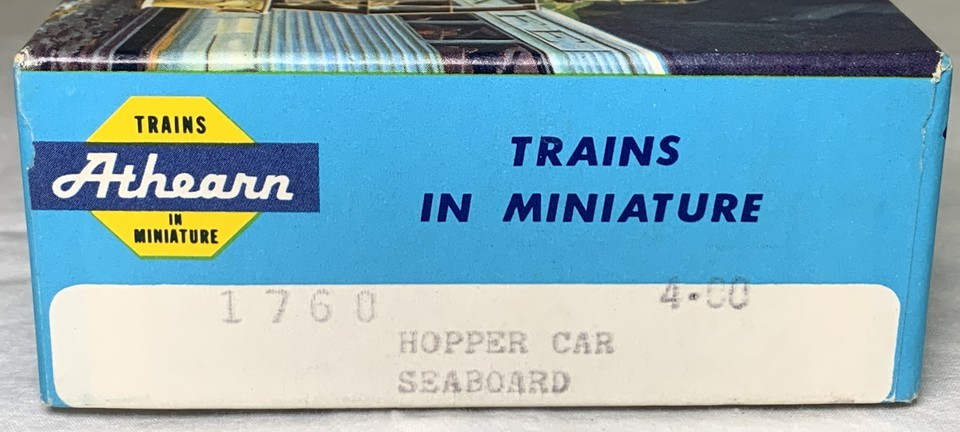 TRAINS
Athearn
IN
MINIATURE
TRAINS
IN MINIATURE
1760
4.00
HOPPER CAR
SEABOARD